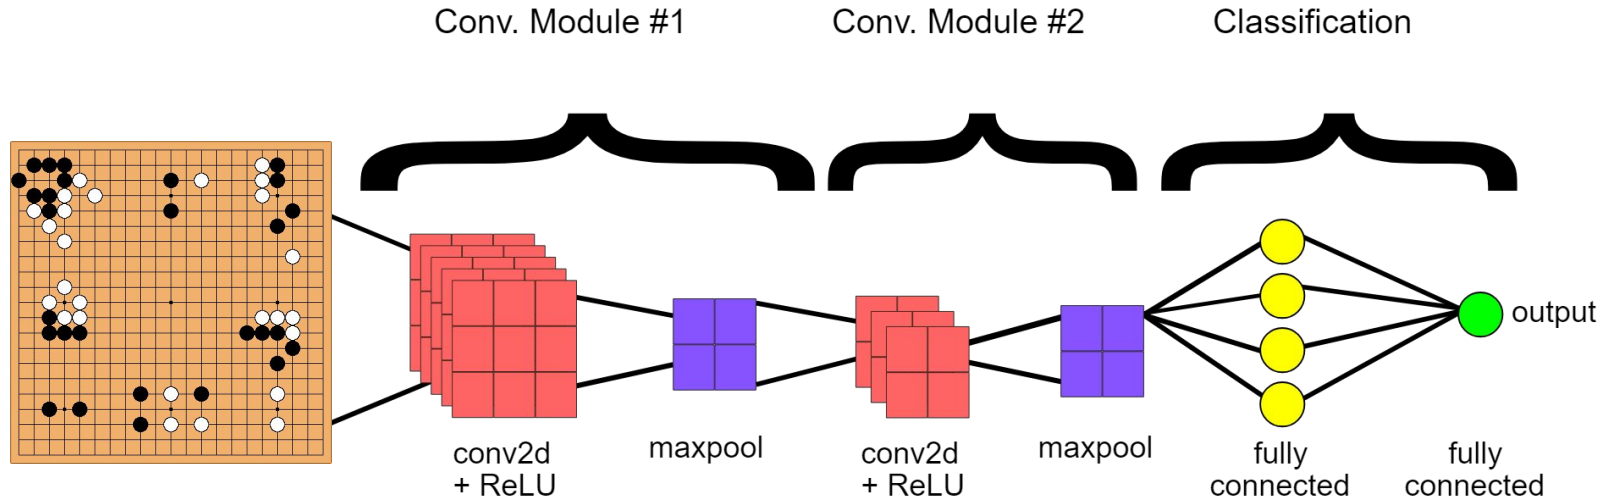 Conv. Module #1
Conv. Module #2
Classification
output
conv2d
+ ReLU
maxpool
conv2d
+ ReLU
maxpool
fully
connected
fully
connected